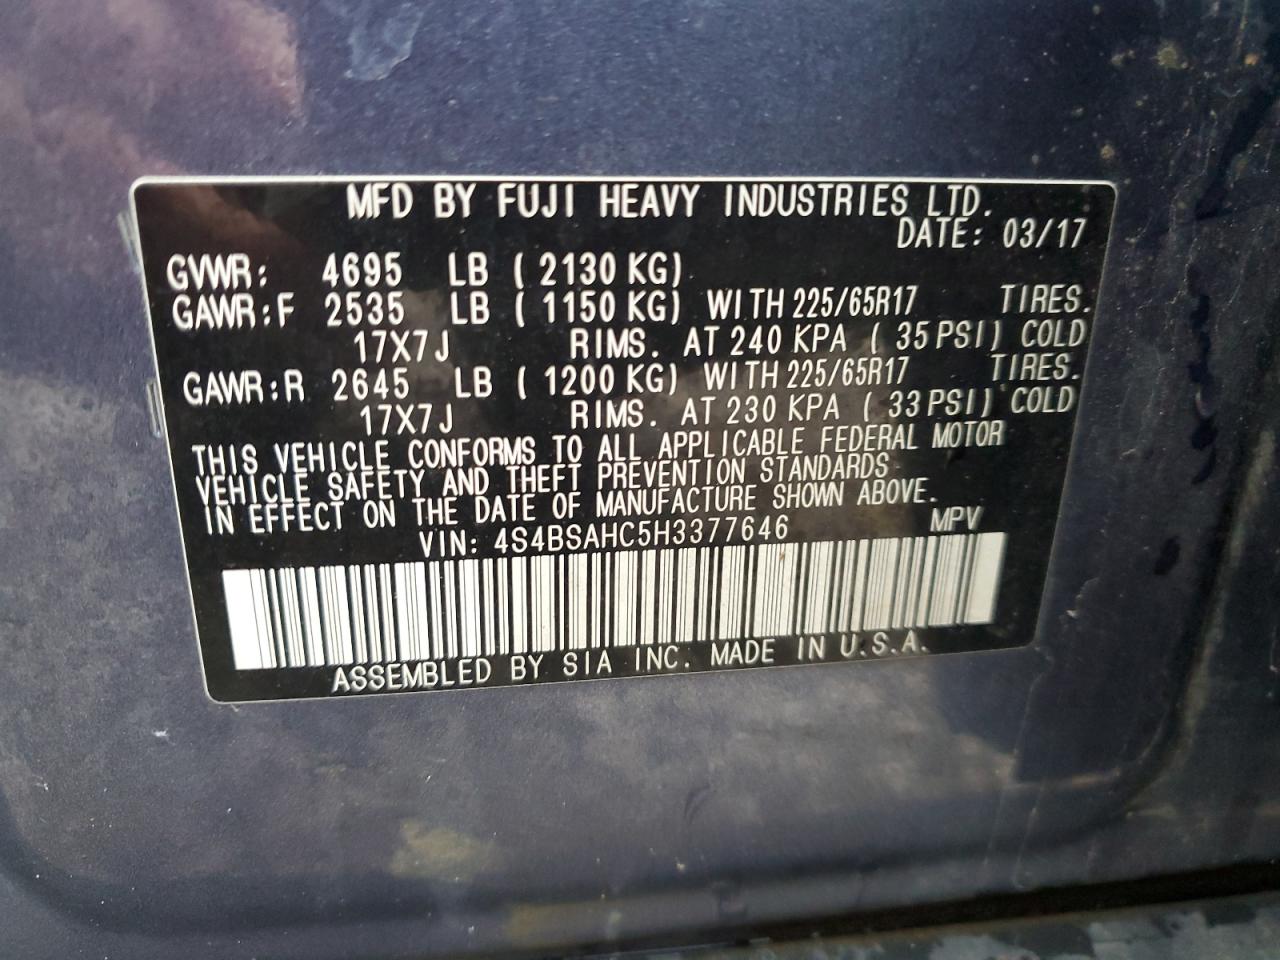 MFD BY FUJI HEAVY INDUSTRIES LTD.
DATE: 03/17
GVWR: 4695 LB ( 2130 KG)
GAWR:F 2535 LB ( 1150 KG) WITH 225/65R17 TIRES.
17X7J RIMS. AT 240 KPA ( 35 PSI) COLD
GAWR:R 2645 LB ( 1200 KG) WITH 225/65R17 TIRES.
17X7J RIMS. AT 230 KPA ( 33 PSI) COLD
THIS VEHICLE CONFORMS TO ALL APPLICABLE FEDERAL MOTOR
VEHICLE SAFETY AND THEFT PREVENTION STANDARDS
IN EFFECT ON THE DATE OF MANUFACTURE SHOWN ABOVE.
VIN: 4S4BSAHC5H3377646 MPV
ASSEMBLED BY SIA INC. MADE IN U.S.A.